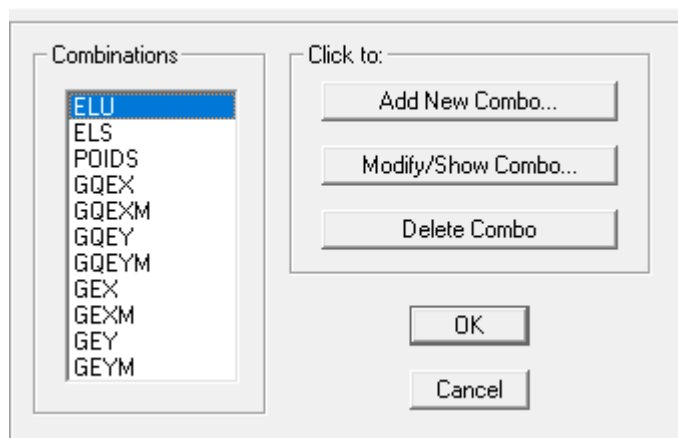 Combinations
ELU
ELS
POIDS
GQEX
GQEXM
GQEY
GQEYM
GEX
GEXM
GEY
GEYM
Click to:
Add New Combo...
Modify/Show Combo...
Delete Combo
OK
Cancel